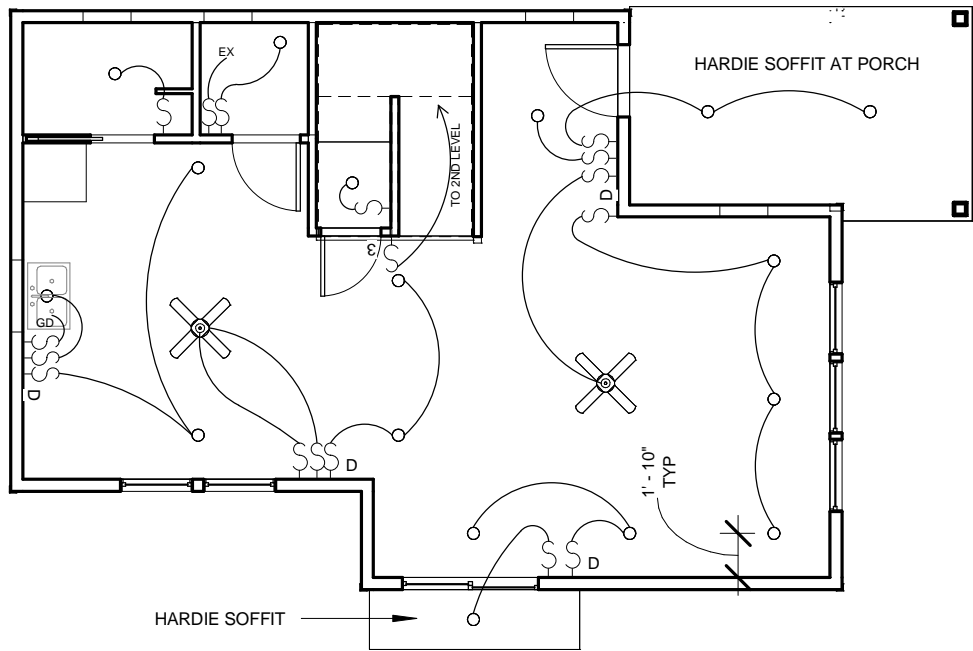 EX
HARDIE SOFFIT AT PORCH
TO 2ND LEVEL
D
3
GD
D
D
1' - 10"
TYP
D
HARDIE SOFFIT